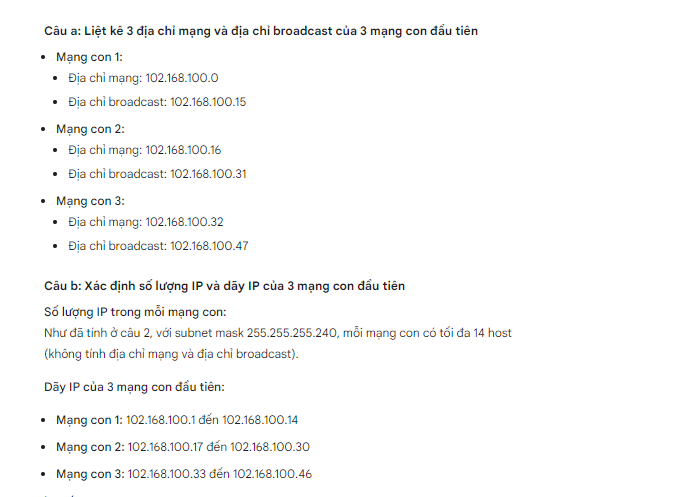 Câu a: Liệt kê 3 địa chỉ mạng và địa chỉ broadcast của 3 mạng con đầu tiên
Mạng con 1:
Địa chỉ mạng: 102.168.100.0
Địa chỉ broadcast: 102.168.100.15
Mạng con 2:
Địa chỉ mạng: 102.168.100.16
Địa chỉ broadcast: 102.168.100.31
Mạng con 3:
Địa chỉ mạng: 102.168.100.32
Địa chỉ broadcast: 102.168.100.47
Câu b: Xác định số lượng IP và dãy IP của 3 mạng con đầu tiên
Số lượng IP trong mỗi mạng con:
Như đã tính ở câu 2, với subnet mask 255.255.255.240, mỗi mạng con có tối đa 14 host
(không tính địa chỉ mạng và địa chỉ broadcast).
Dãy IP của 3 mạng con đầu tiên:
Mạng con 1: 102.168.100.1 đến 102.168.100.14
Mạng con 2: 102.168.100.17 đến 102.168.100.30
Mạng con 3: 102.168.100.33 đến 102.168.100.46